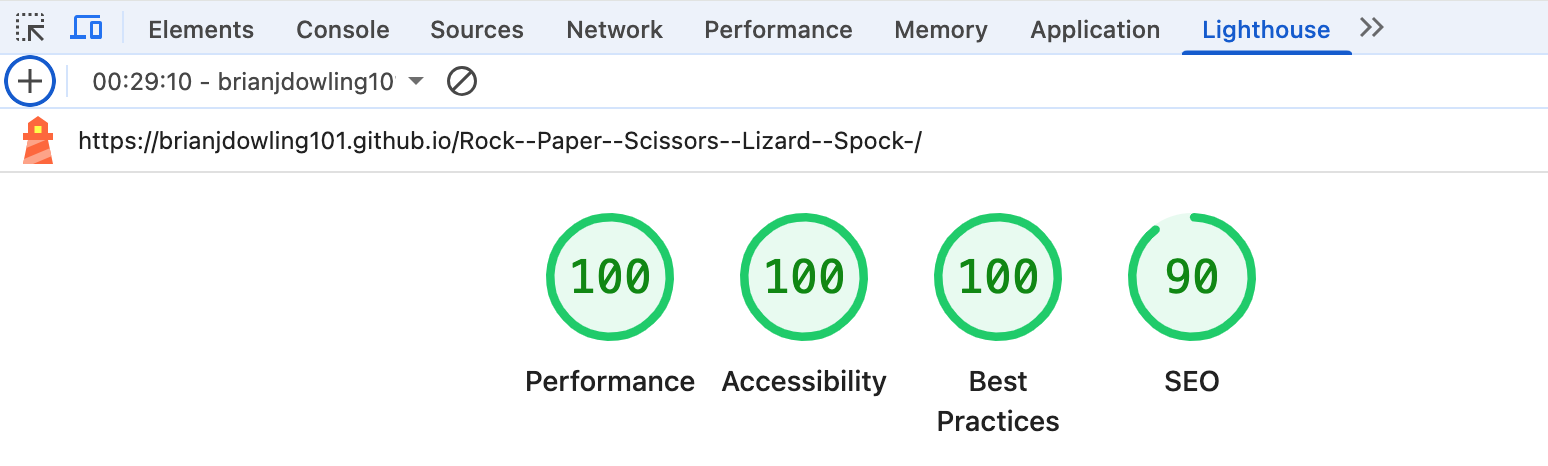 Elements Console Sources Network Performance Memory Application Lighthouse
00:29:10 - brianjdowling10
https://brianjdowling101.github.io/Rock--Paper--Scissors--Lizard--Spock-/
100 100 100 90
Performance Accessibility Best Practices SEO